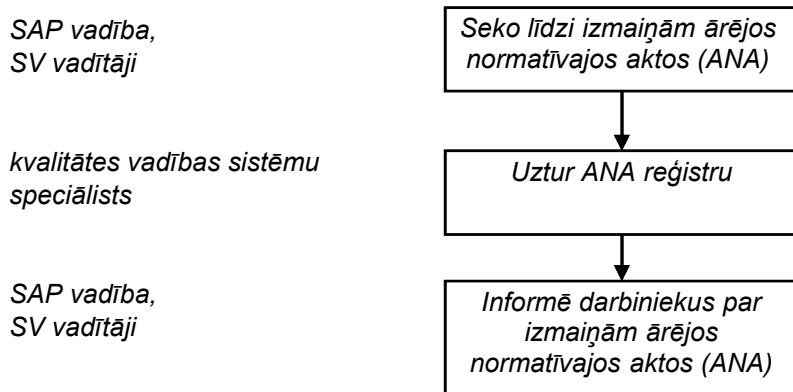 SAP vadība,
SV vadītāji
Seko līdzi izmaiņām ārējos
normatīvajos aktos (ANA)
kvalitātes vadības sistēmu
speciālists
Uztur ANA reģistru
SAP vadība,
SV vadītāji
Informē darbiniekus par
izmaiņām ārējos
normatīvajos aktos (ANA)